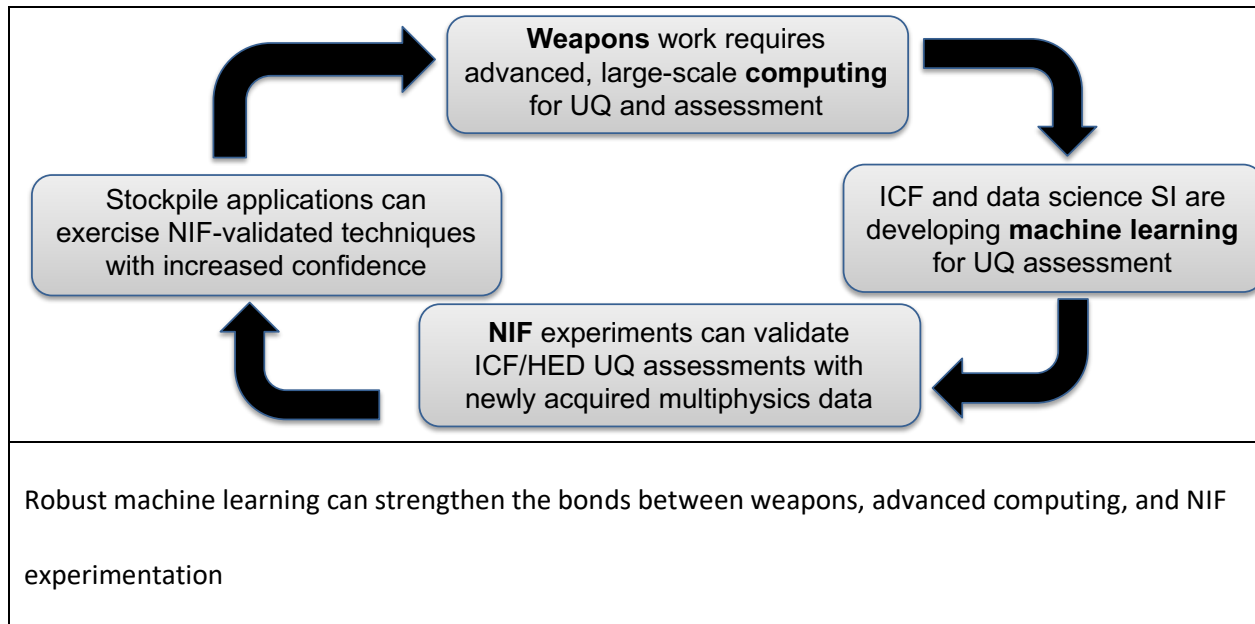 Weapons work requires
advanced, large-scale computing
for UQ and assessment
Stockpile applications can
exercise NIF-validated techniques
with increased confidence
ICF and data science SI are
developing machine learning
for UQ assessment
NIF experiments can validate
ICF/HED UQ assessments with
newly acquired multiphysics data
Robust machine learning can strengthen the bonds between weapons, advanced computing, and NIF
experimentation